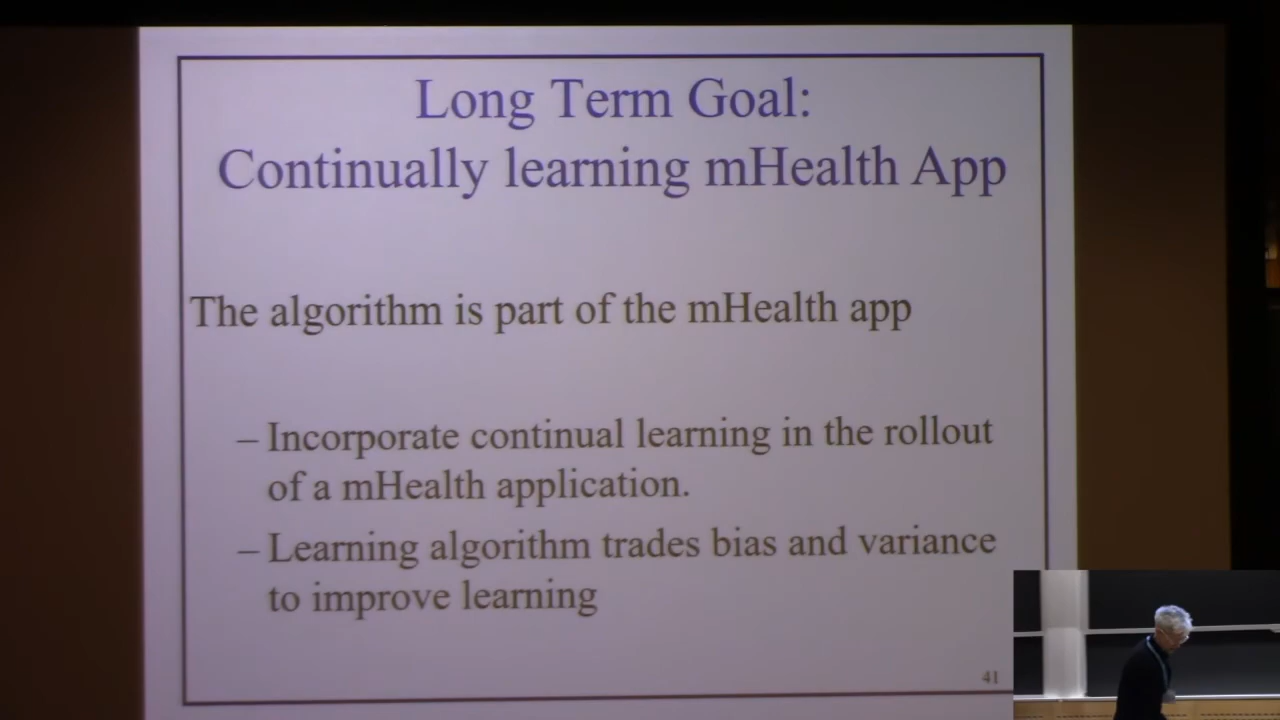 Long Term Goal:
Continually learning mHealth App
The algorithm is part of the mHealth app
– Incorporate continual learning in the rollout
of a mHealth application.
– Learning algorithm trades bias and variance
to improve learning
41